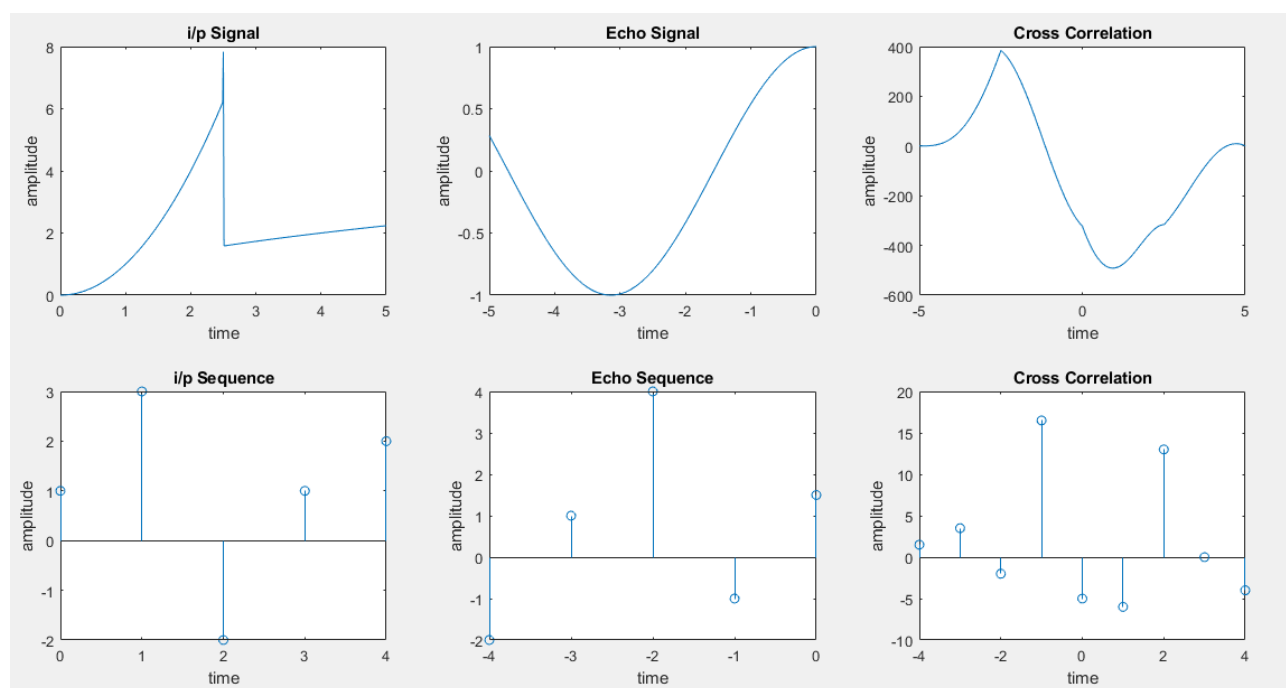 i/p Signal
8
6
4
2
0
amplitude
0 1 2 3 4 5
time
Echo Signal
1
0.5
0
-0.5
-1
amplitude
-5 -4 -3 -2 -1 0
time
Cross Correlation
400
200
0
-200
-400
-600
amplitude
-5 0 5
time
i/p Sequence
3
2
1
0
-1
-2
amplitude
0 1 2 3 4
time
Echo Sequence
4
3
2
1
0
-1
-2
amplitude
-4 -3 -2 -1 0
time
Cross Correlation
20
15
10
5
0
-5
-10
amplitude
-4 -2 0 2 4
time